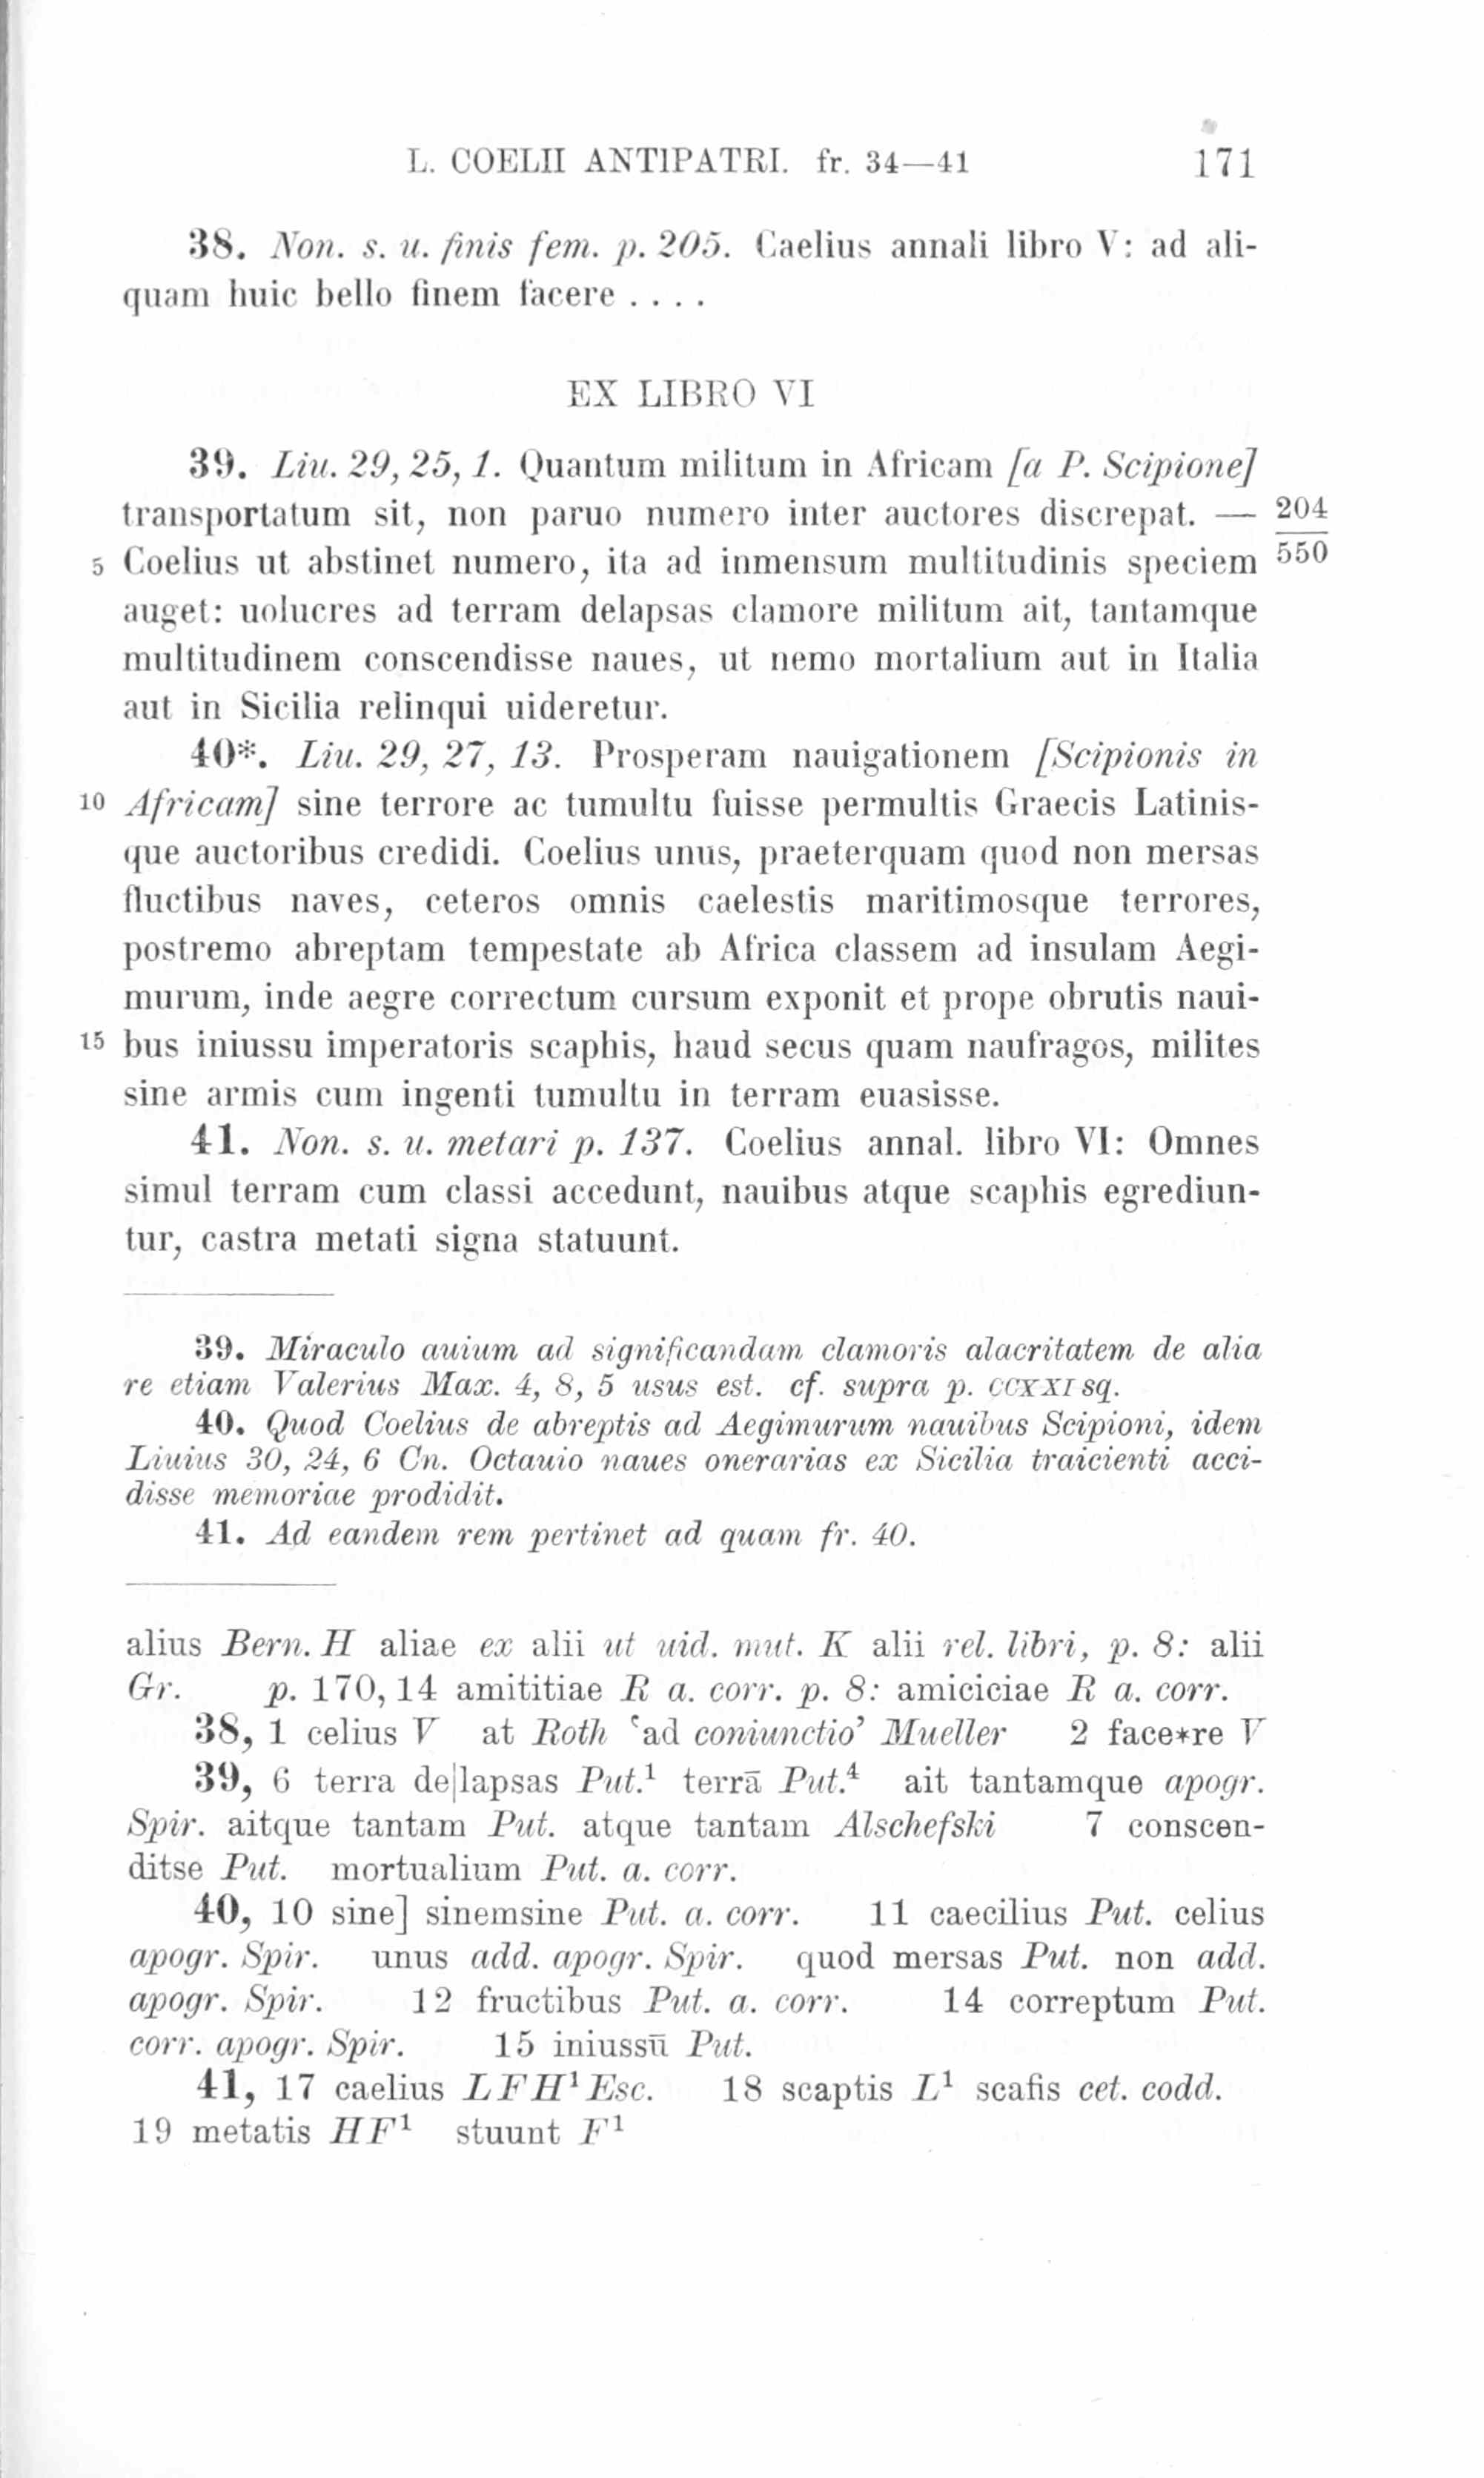 L. COELII ANTIPATRI. fr. 34—41 171
38. Non. s. u. finis fem. p. 205. Caelius annali libro V: ad ali-
quam huic bello finem facere . . . .
EX LIBRO VI
39. Liu. 29, 25, 1. Quantum militum in Africam [a P. Scipione]
transportatum sit, non paruo numero inter auctores discrepat. — 204
5 Coelius ut abstinet numero, ita ad inmensum multitudinis speciem 550
auget: uolucres ad terram delapsas clamore militum ait, tantamque
multitudinem conscendisse naues, ut nemo mortalium aut in Italia
aut in Sicilia relinqui uideretur.
40*. Liu. 29, 27, 13. Prosperam nauigationem [Scipionis in
10 Africam] sine terrore ac tumultu fuisse permultis Graecis Latinis-
que auctoribus credidi. Coelius unus, praeterquam quod non mersas
fluctibus naves, ceteros omnis caelestis maritimosque terrores,
postremo abreptam tempestate ab Africa classem ad insulam Aegi-
murum, inde aegre correctum cursum exponit et prope obrutis naui-
15 bus iniussu imperatoris scaphis, haud secus quam naufragos, milites
sine armis cum ingenti tumultu in terram euasisse.
41. Non. s. u. metari p. 137. Coelius annal. libro VI: Omnes
simul terram cum classi accedunt, nauibus atque scaphis egrediun-
tur, castra metati signa statuunt.
39. Miraculo auium ad significandam clamoris alacritatem de alia
re etiam Valerius Max. 4, 8, 5 usus est. cf. supra p. CCXXI sq.
40. Quod Coelius de abreptis ad Aegimurum nauibus Scipioni, idem
Liuius 30, 24, 6 Cn. Octauio naues onerarias ex Sicilia traicienti acci-
disse memoriae prodidit.
41. Ad eandem rem pertinet ad quam fr. 40.
alius Bern. H aliae ex alii ut uid. mut. K alii rel. libri, p. 8: alii
Gr. p. 170, 14 amititiae R a. corr. p. 8: amiciciae R a. corr.
38, 1 celius V at Roth ‘ad coniunctio’ Mueller 2 face*re V
39, 6 terra de|lapsas Put.¹ terrā Put.⁴ ait tantamque apogr.
Spir. aitque tantam Put. atque tantam Alschefski 7 conscen-
ditse Put. mortualium Put. a. corr.
40, 10 sine] sinemsine Put. a. corr. 11 caecilius Put. celius
apogr. Spir. unus add. apogr. Spir. quod mersas Put. non add.
apogr. Spir. 12 fructibus Put. a. corr. 14 correptum Put.
corr. apogr. Spir. 15 iniussū Put.
41, 17 caelius L F H¹ Esc. 18 scaptis L¹ scafis cet. codd.
19 metatis H F¹ stuunt F¹